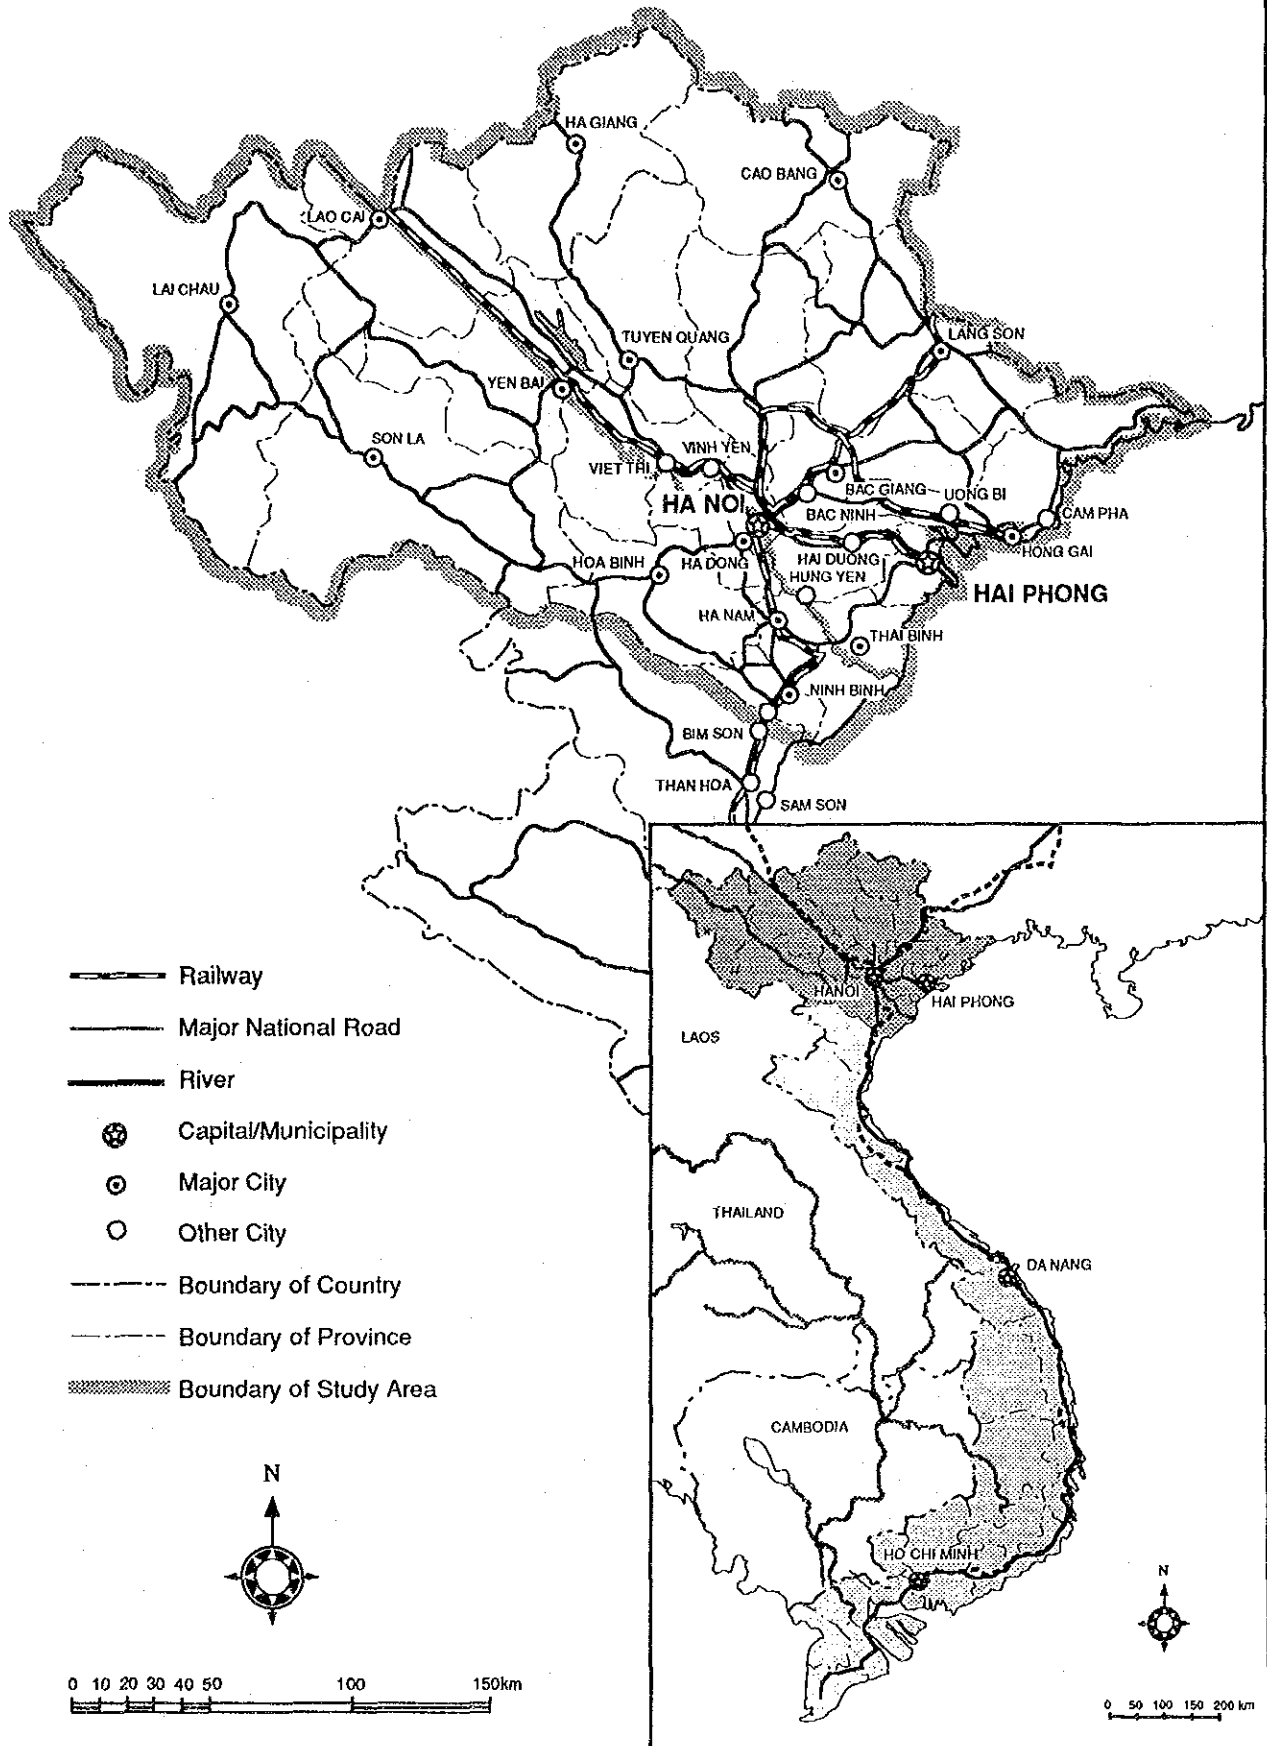 HA GIANG
CAO BANG
LAO CAI
LAI CHAU
TUYEN QUANG
LANG SON
YEN BAI
SON LA
VINH YEN
VIET THI
HA NOI
BAC GIANG
UONG BI
BAC NINH
CAM PHA
HOA BINH
HA DONG
HAI DUONG
HONG GAI
HUNG YEN
HAI PHONG
HA NAM
THAI BINH
NINH BINH
BIM SON
THAN HOA
SAM SON
Railway
Major National Road
River
Capital/Municipality
Major City
Other City
Boundary of Country
Boundary of Province
Boundary of Study Area
N
0 10 20 30 40 50 100 150km
HANOI
HAI PHONG
LAOS
THAILAND
DA NANG
CAMBODIA
HO CHI MINH
N
0 50 100 150 200 km